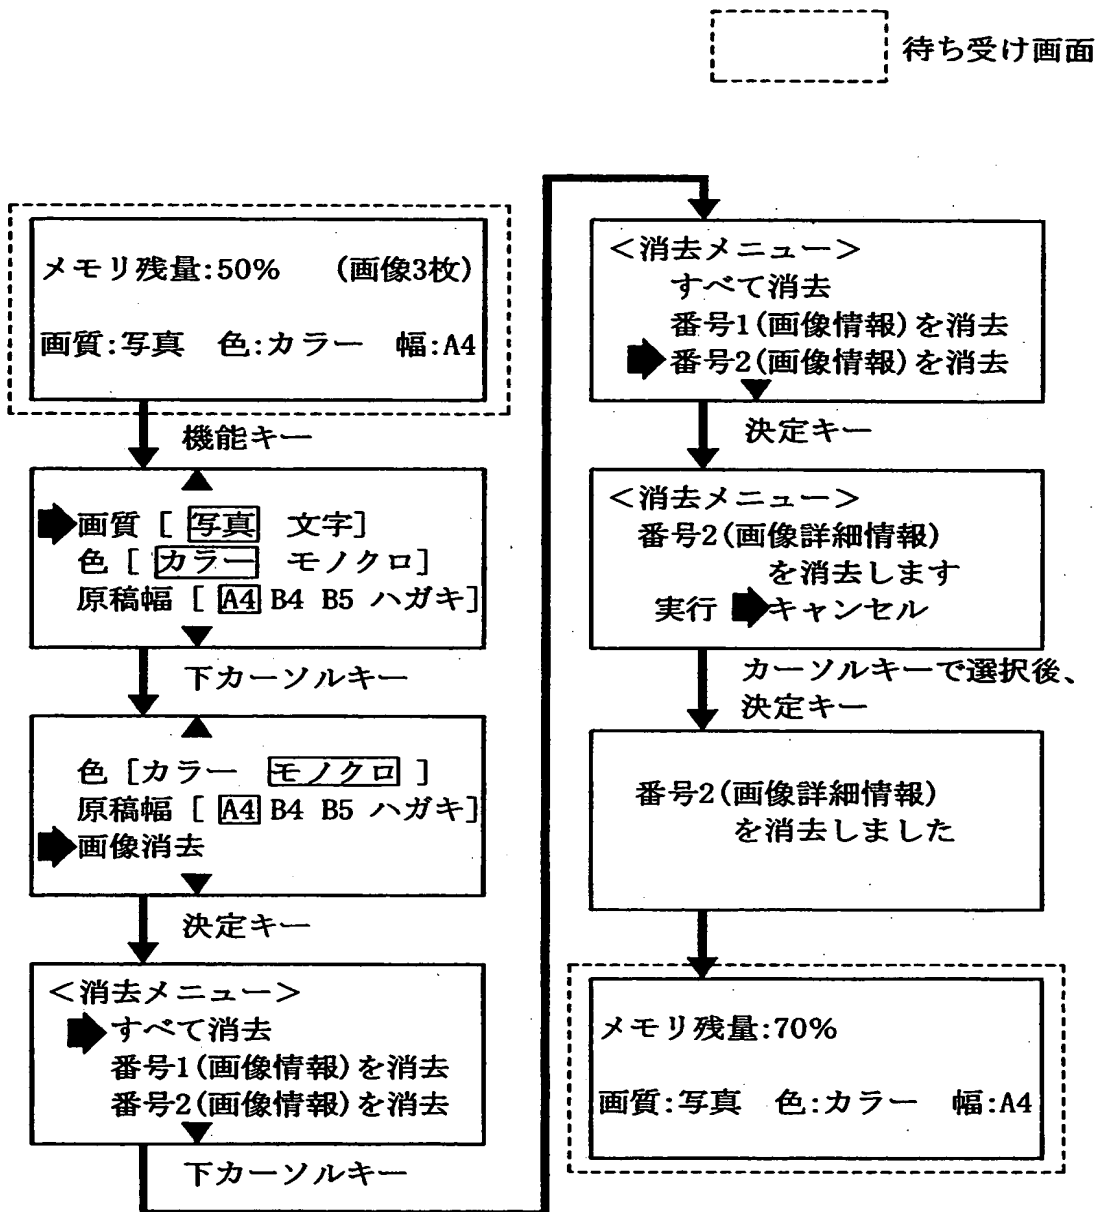 待ち受け画面
メモリ残量:50% (画像3枚)
画質:写真 色:カラー 幅:A4
機能キー
画質 [ 写真 文字]
色 [ カラー モノクロ]
原稿幅 [ A4 B4 B5 ハガキ]
下カーソルキー
色 [カラー モノクロ ]
原稿幅 [ A4 B4 B5 ハガキ]
画像消去
決定キー
<消去メニュー>
すべて消去
番号1(画像情報)を消去
番号2(画像情報)を消去
下カーソルキー
<消去メニュー>
すべて消去
番号1(画像情報)を消去
番号2(画像情報)を消去
決定キー
<消去メニュー>
番号2(画像詳細情報)
を消去します
実行 キャンセル
カーソルキーで選択後、
決定キー
番号2(画像詳細情報)
を消去しました
メモリ残量:70%
画質:写真 色:カラー 幅:A4